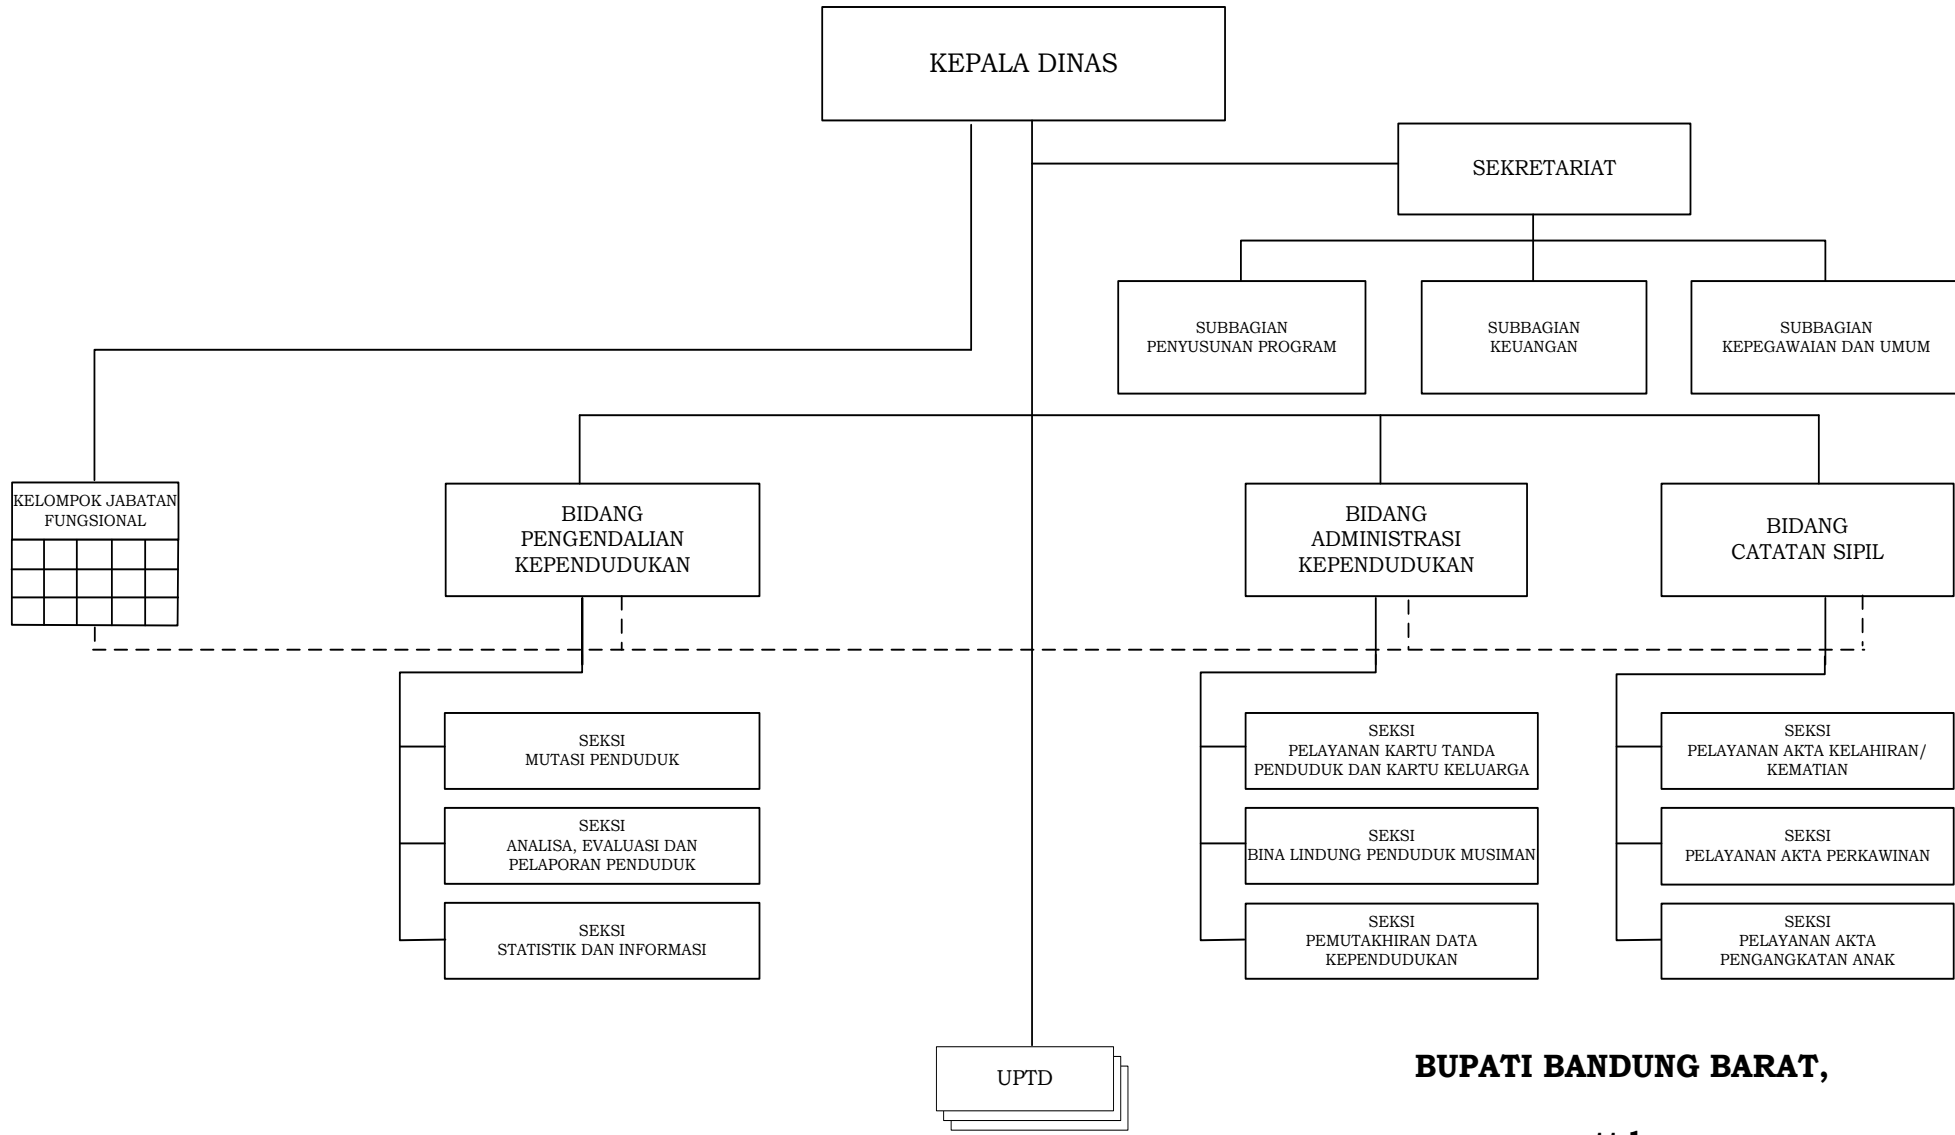 KEPALA DINAS
SEKRETARIAT
SUBBAGIAN
PENYUSUNAN PROGRAM
SUBBAGIAN
KEUANGAN
SUBBAGIAN
KEPEGAWAIAN DAN UMUM
KELOMPOK JABATAN
FUNGSIONAL
BIDANG
PENGENDALIAN
KEPENDUDUKAN
BIDANG
ADMINISTRASI
KEPENDUDUKAN
BIDANG
CATATAN SIPIL
SEKSI
MUTASI PENDUDUK
SEKSI
ANALISA, EVALUASI DAN
PELAPORAN PENDUDUK
SEKSI
STATISTIK DAN INFORMASI
SEKSI
PELAYANAN KARTU TANDA
PENDUDUK DAN KARTU KELUARGA
SEKSI
BINA LINDUNG PENDUDUK MUSIMAN
SEKSI
PEMUTAKHIRAN DATA
KEPENDUDUKAN
SEKSI
PELAYANAN AKTA KELAHIRAN/
KEMATIAN
SEKSI
PELAYANAN AKTA PERKAWINAN
SEKSI
PELAYANAN AKTA
PENGANGKATAN ANAK
UPTD
BUPATI BANDUNG BARAT,